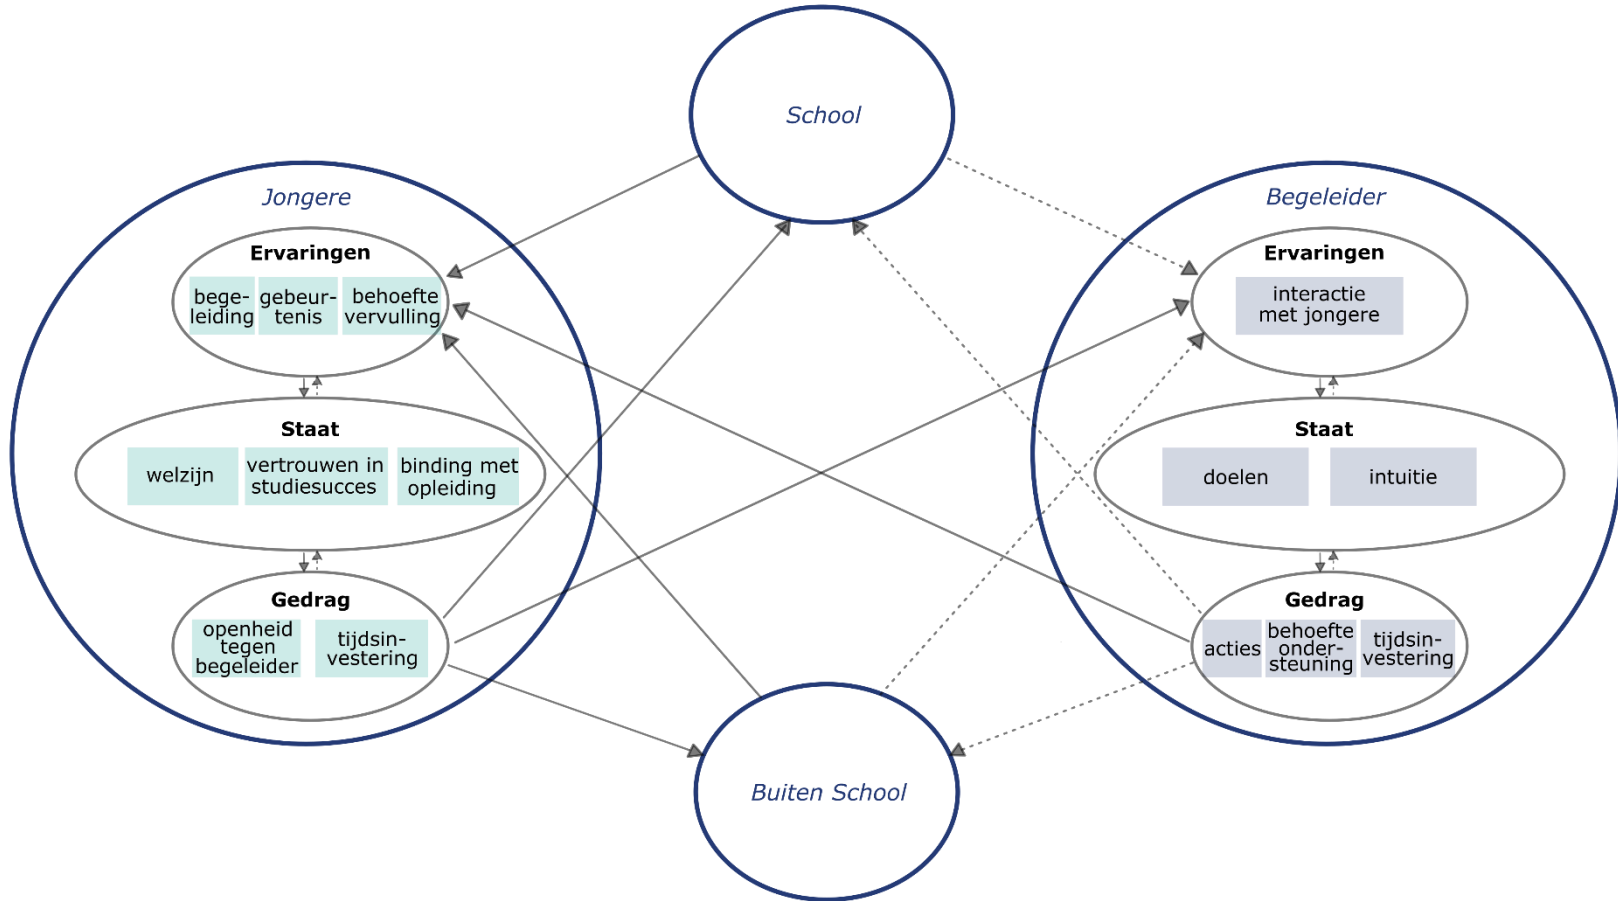 School
Jongere
Ervaringen
bege-
leiding
gebeur-
tenis
behoefte
vervulling
Staat
welzijn
vertrouwen in
studiesucces
binding met
opleiding
Gedrag
openheid
tegen
begeleider
tijdsin-
vestering
Begeleider
Ervaringen
interactie
met jongere
Staat
doelen
intuitie
Gedrag
acties
behoefte
onder-
steuning
tijdsin-
vestering
Buiten School